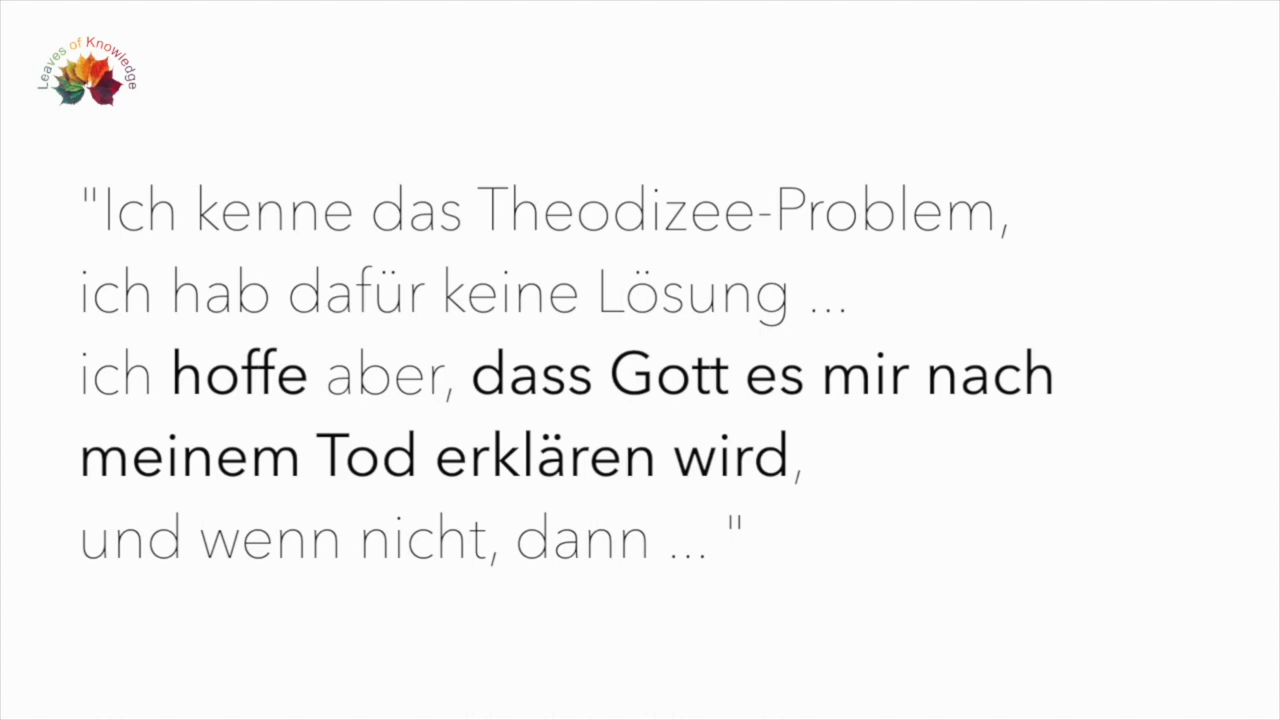 Leaves of Knowledge
"Ich kenne das Theodizee-Problem,
ich hab dafür keine Lösung ...
ich hoffe aber, dass Gott es mir nach
meinem Tod erklären wird,
und wenn nicht, dann ... "